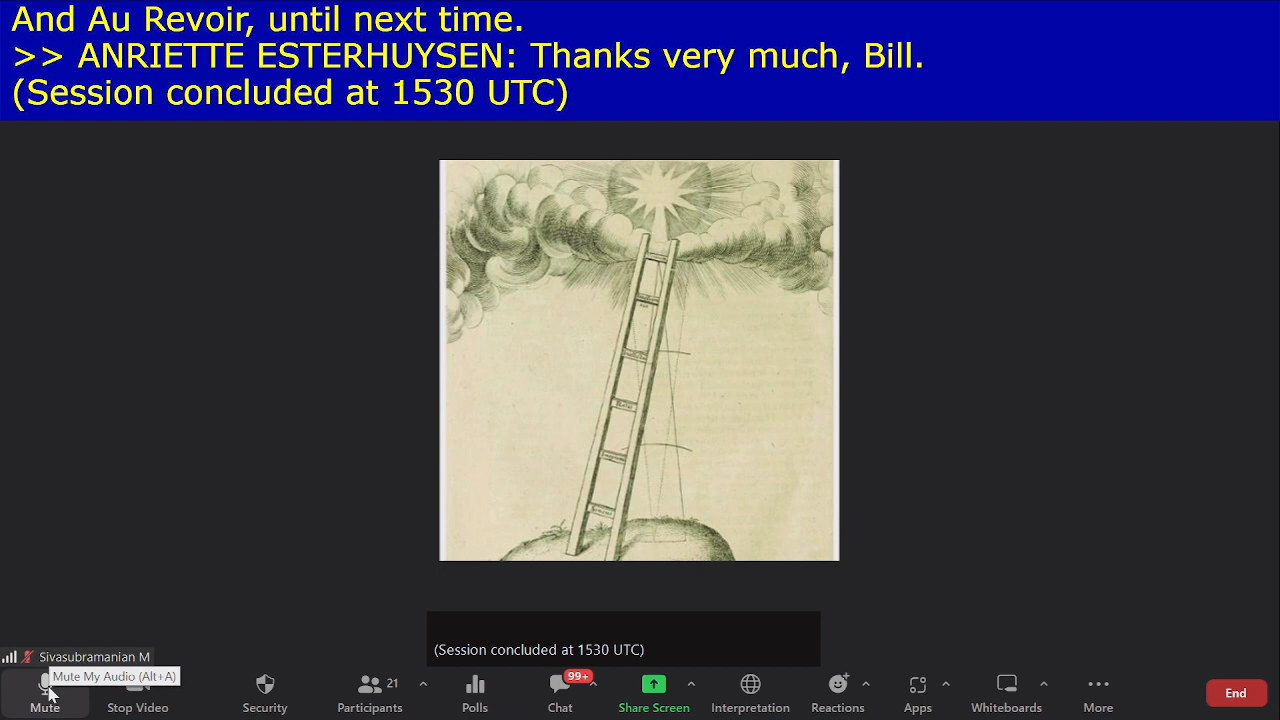 And Au Revoir, until next time.
>> ANRIETTE ESTERHUYSEN: Thanks very much, Bill.
(Session concluded at 1530 UTC)
(Session concluded at 1530 UTC)
Sivasubramanian M
Mute My Audio (Alt+A)
Mute
Stop Video
Security
21
Participants
Polls
99+
Chat
Share Screen
Interpretation
Reactions
Apps
Whiteboards
More
End